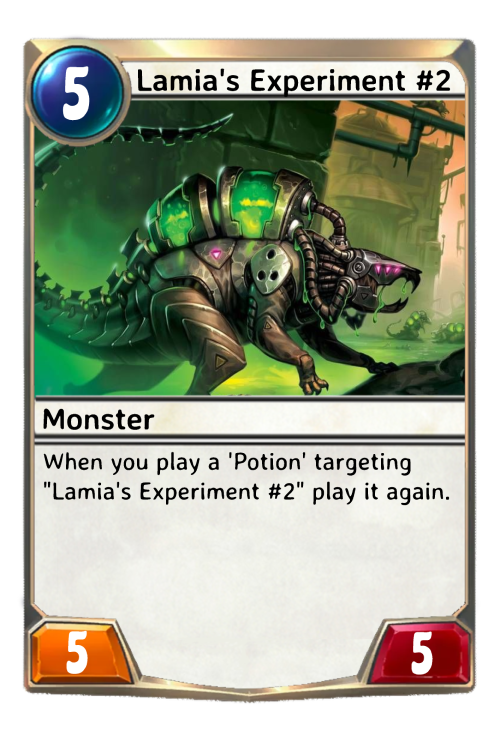 5
Lamia's Experiment #2
Monster
When you play a 'Potion' targeting
"Lamia's Experiment #2" play it again.
5
5